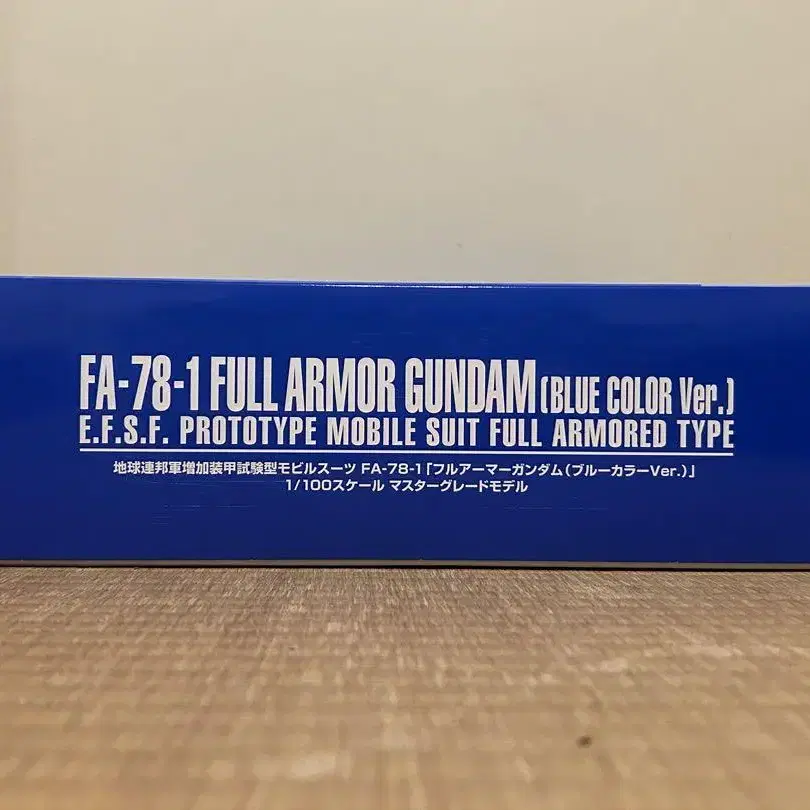 FA-78-1 FULL ARMOR GUNDAM (BLUE COLOR Ver.)
E.F.S.F. PROTOTYPE MOBILE SUIT FULL ARMORED TYPE
地球連邦軍増加装甲試験型モビルスーツ FA-78-1「フルアーマーガンダム(ブルーカラーVer.)」
1/100スケール マスターグレードモデル